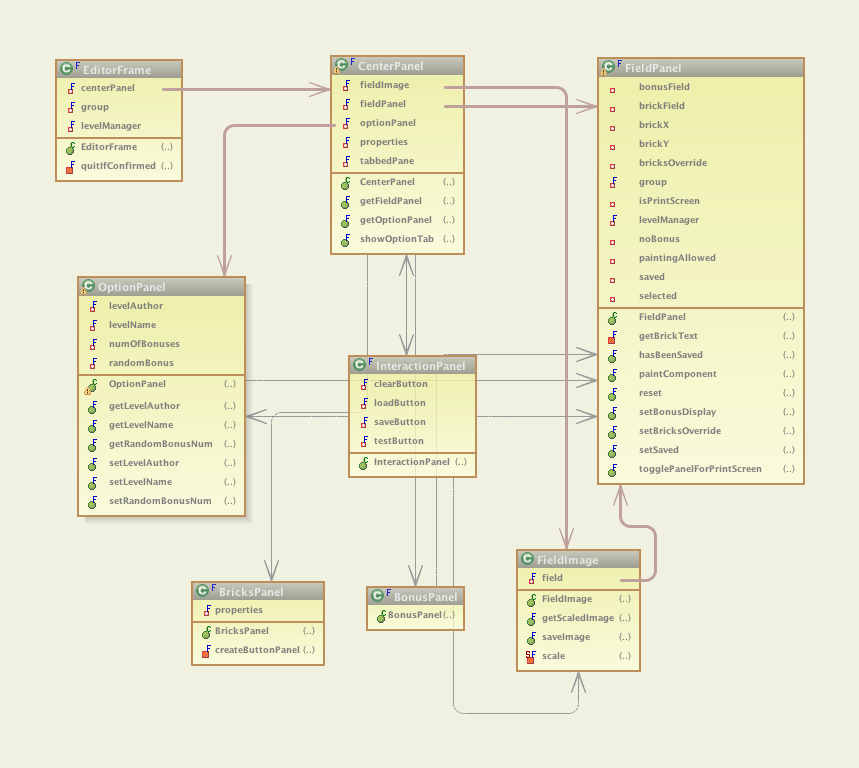 EditorFrame
centerPanel
group
levelManager
EditorFrame (..)
quitIfConfirmed (..)
CenterPanel
fieldImage
fieldPanel
optionPanel
properties
tabbedPane
CenterPanel (..)
getFieldPanel (..)
getOptionPanel (..)
showOptionTab (..)
FieldPanel
bonusField
brickField
brickX
brickY
bricksOverride
group
isPrintScreen
levelManager
noBonus
paintingAllowed
saved
selected
FieldPanel (..)
getBrickText (..)
hasBeenSaved (..)
paintComponent (..)
reset (..)
setBonusDisplay (..)
setBricksOverride (..)
setSaved (..)
togglePanelForPrintScreen (..)
OptionPanel
levelAuthor
levelName
numOfBonuses
randomBonus
OptionPanel (..)
getLevelAuthor (..)
getLevelName (..)
getRandomBonusNum (..)
setLevelAuthor (..)
setLevelName (..)
setRandomBonusNum (..)
InteractionPanel
clearButton
loadButton
saveButton
testButton
InteractionPanel (..)
BricksPanel
properties
BricksPanel (..)
createButtonPanel (..)
BonusPanel
BonusPanel (..)
FieldImage
field
FieldImage (..)
getScaledImage (..)
saveImage (..)
scale (..)